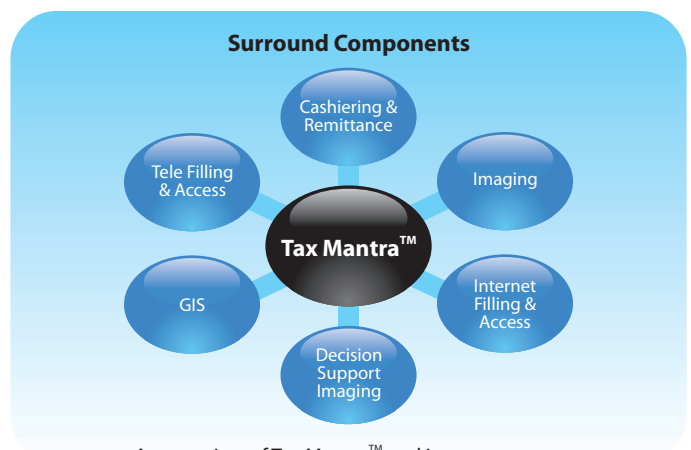 Surround Components
Cashiering &
Remittance
Tele Filling
& Access
Imaging
Tax Mantra™
GIS
Internet
Filling &
Access
Decision
Support
Imaging